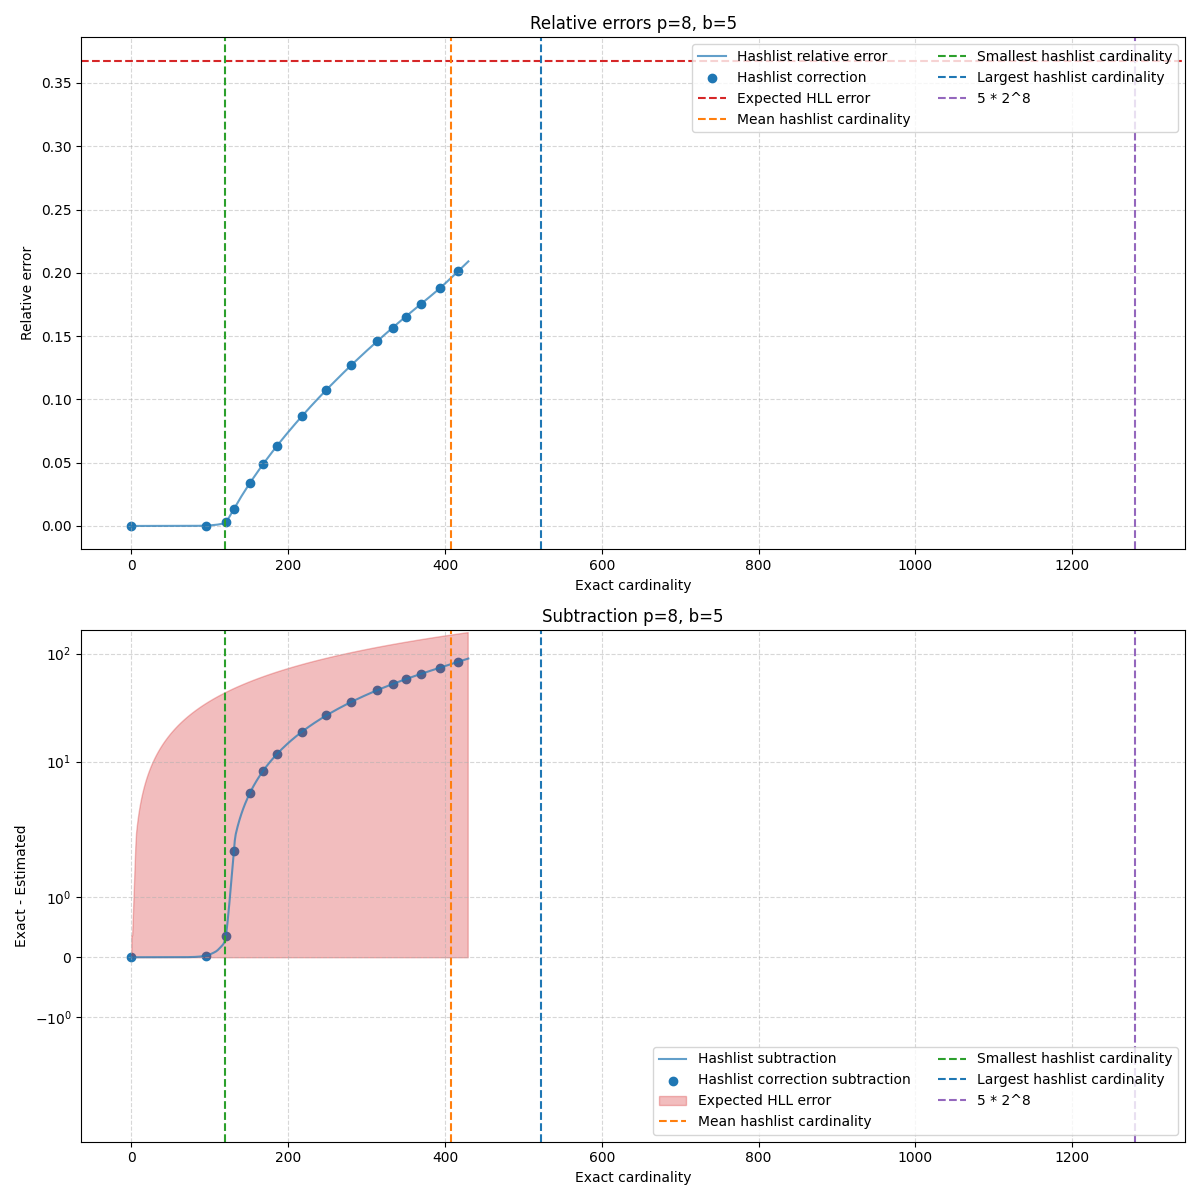 Relative errors p=8, b=5
Hashlist relative error
Hashlist correction
Expected HLL error
Mean hashlist cardinality
Smallest hashlist cardinality
Largest hashlist cardinality
5 * 2^8
Relative error
0.35
0.30
0.25
0.20
0.15
0.10
0.05
0.00
0 200 400 600 800 1000 1200
Exact cardinality
Subtraction p=8, b=5
Exact - Estimated
10²
10¹
10⁰
0
−10⁰
Hashlist subtraction
Hashlist correction subtraction
Expected HLL error
Mean hashlist cardinality
Smallest hashlist cardinality
Largest hashlist cardinality
5 * 2^8
0 200 400 600 800 1000 1200
Exact cardinality